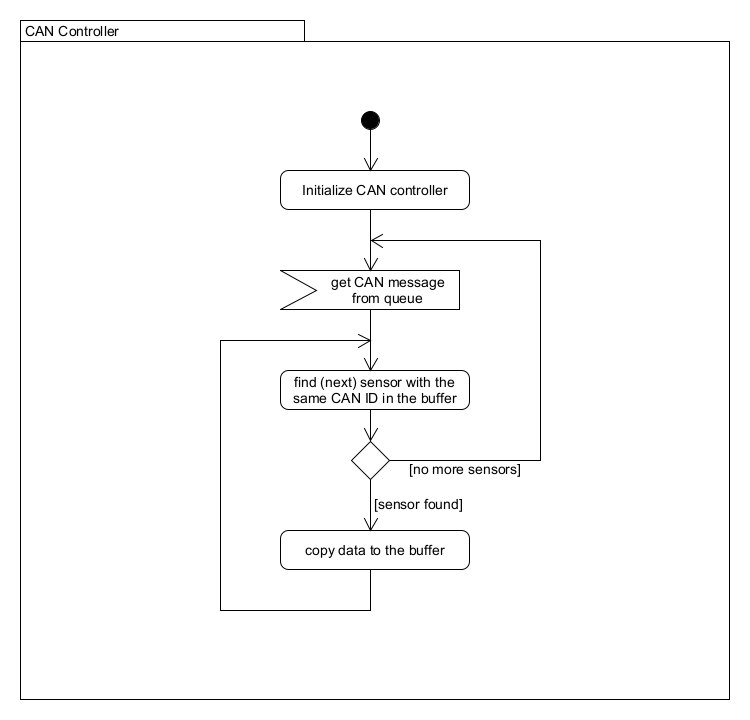 CAN Controller
Initialize CAN controller
get CAN message
from queue
find (next) sensor with the
same CAN ID in the buffer
[no more sensors]
[sensor found]
copy data to the buffer